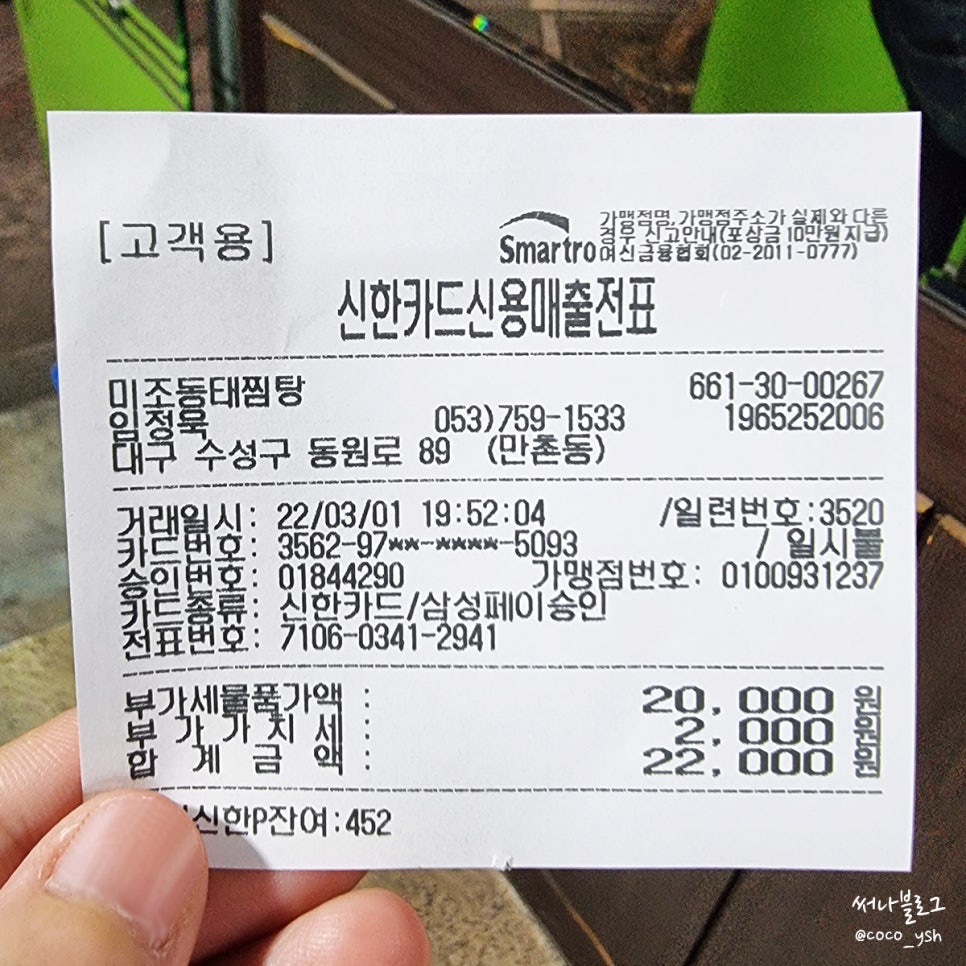 [고객용]
Smartro
가맹점명, 가맹점주소가 실제와 다른
경우 신고안내(포상금 10만원 지급)
여신금융협회(02-2011-0777)
신한카드신용매출전표
미조동태찜탕 661-30-00267
임정욱 053)759-1533 1965252006
대구 수성구 동원로 89 (만촌동)
거래일시: 22/03/01 19:52:04 /일련번호:3520
카드번호: 3562-97**-****-5093 / 일시불
승인번호: 01844290 가맹점번호: 0100931237
카드종류: 신한카드/삼성페이승인
전표번호: 7106-0341-2941
부가세물품가액 : 20,000 원
부 가 가 치 세 : 2,000 원
합 계 금 액 : 22,000 원
신한P잔여:452
써나블로그
@coco_ysh